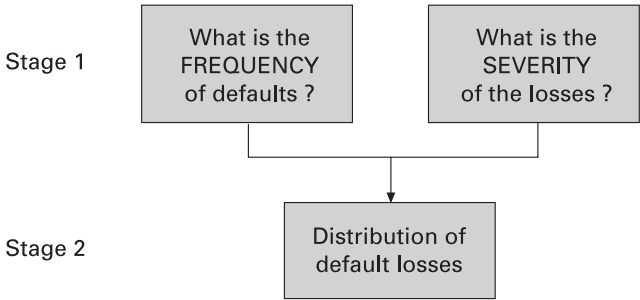 Stage 1
What is the
FREQUENCY
of defaults ?
What is the
SEVERITY
of the losses ?
Stage 2
Distribution of
default losses